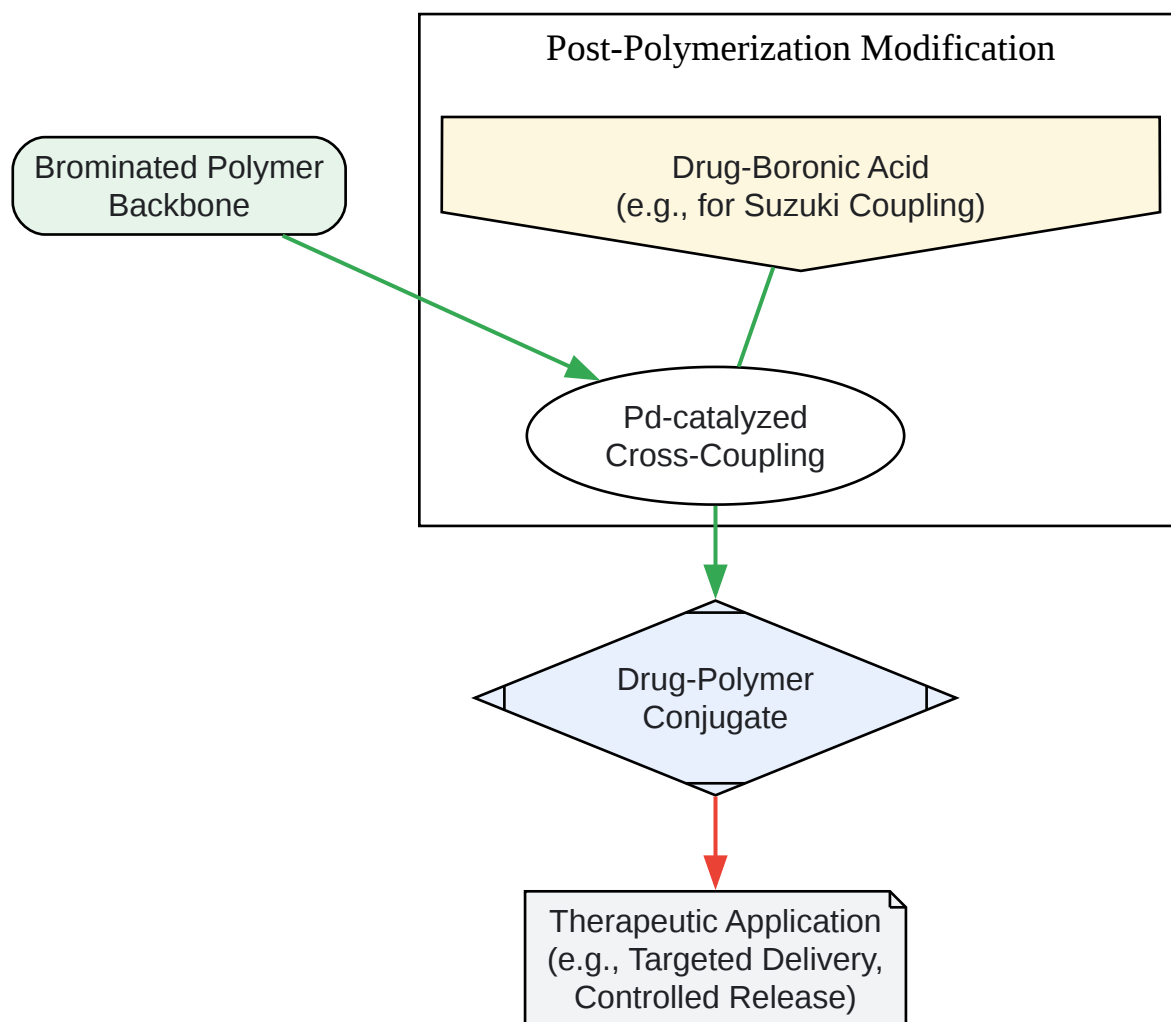 Post-Polymerization Modification
Brominated Polymer
Backbone
Drug-Boronic Acid
(e.g., for Suzuki Coupling)
Pd-catalyzed
Cross-Coupling
Drug-Polymer
Conjugate
Therapeutic Application
(e.g., Targeted Delivery,
Controlled Release)